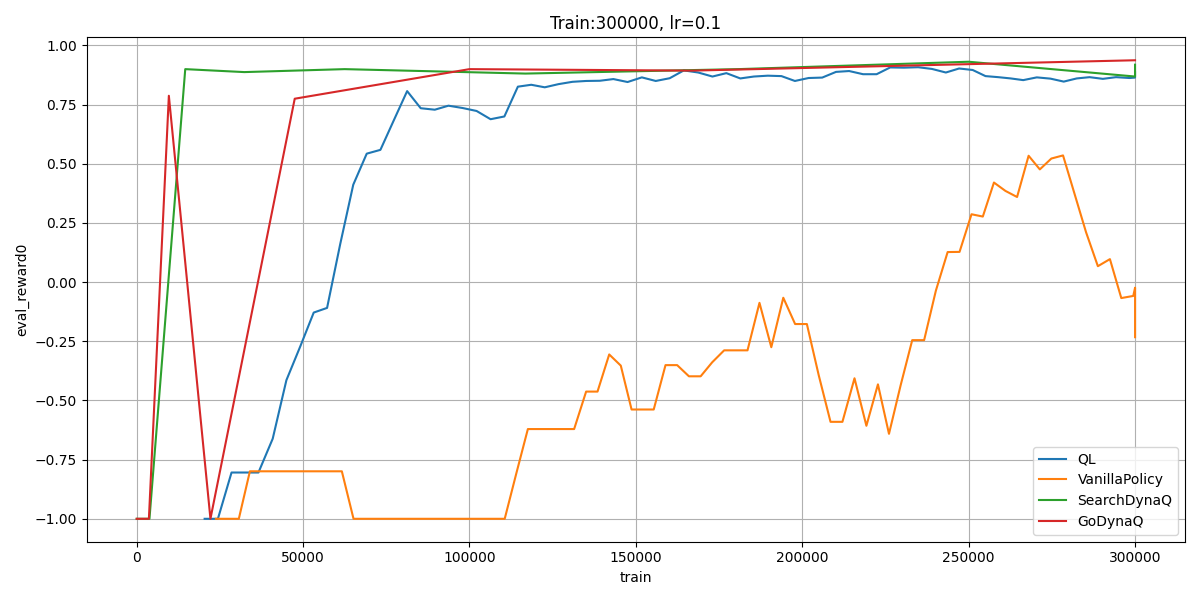 Train:300000, lr=0.1
eval_reward0
1.00
0.75
0.50
0.25
0.00
−0.25
−0.50
−0.75
−1.00
0
50000
100000
150000
200000
250000
300000
train
QL
VanillaPolicy
SearchDynaQ
GoDynaQ